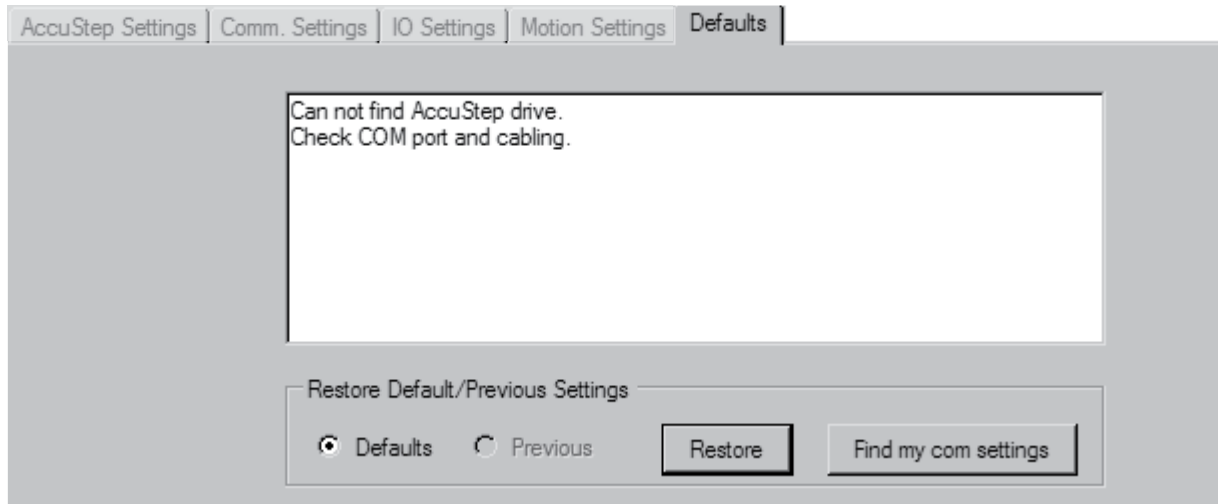 AccuStep Settings Comm. Settings IO Settings Motion Settings Defaults
Can not find AccuStep drive.
Check COM port and cabling.
Restore Default/Previous Settings
Defaults Previous Restore Find my com settings